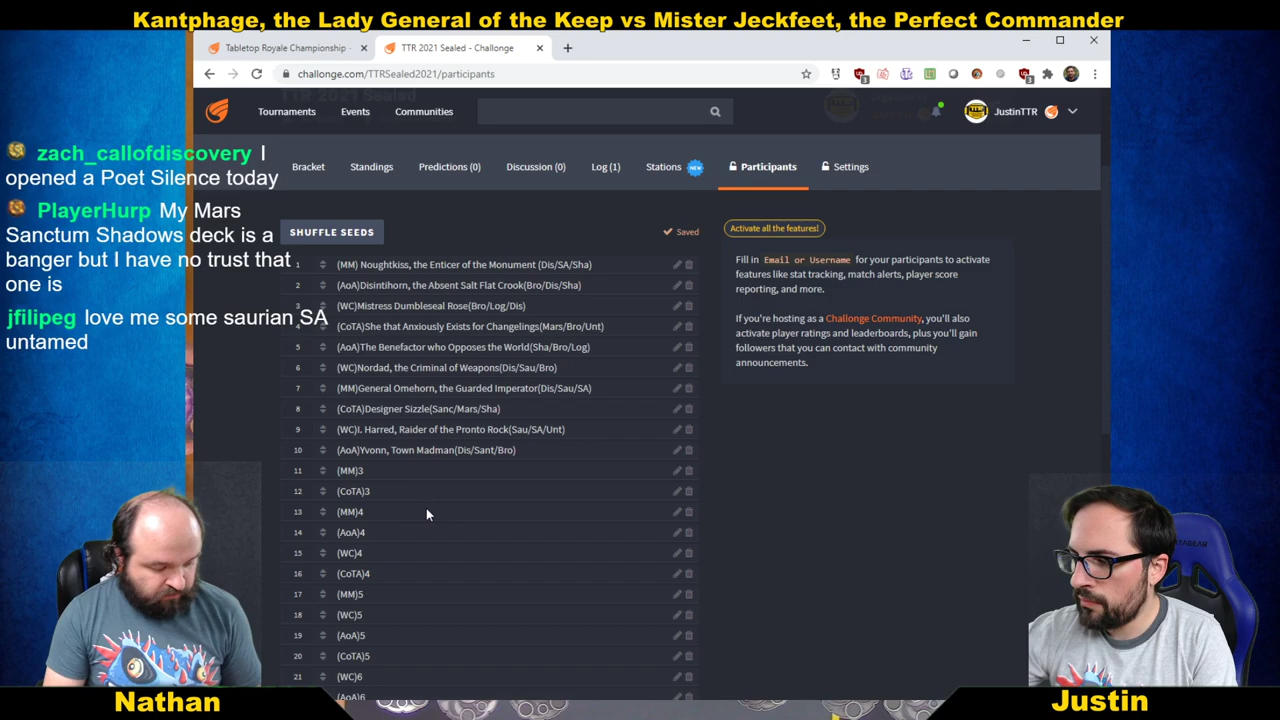 Kantphage, the Lady General of the Keep vs Mister Jeckfeet, the Perfect Commander
Tabletop Royale Championship -
TTR 2021 Sealed - Challonge
challonge.com/TTRSealed2021/participants
Tournaments
Events
Communities
JustinTTR
Bracket
Standings
Predictions (0)
Discussion (0)
Log (1)
Stations
NEW
Participants
Settings
zach_callofdiscovery I
opened a Poet Silence today
PlayerHurp My Mars
Sanctum Shadows deck is a
banger but I have no trust that
one is
jfilipeg love me some saurian SA
untamed
SHUFFLE SEEDS
Saved
1 (MM) Noughtkiss, the Enticer of the Monument (Dis/SA/Sha)
2 (AoA)Disintihorn, the Absent Salt Flat Crook(Bro/Dis/Sha)
3 (WC)Mistress Dumbleseal Rose(Bro/Log/Dis)
4 (CoTA)She that Anxiously Exists for Changelings(Mars/Bro/Unt)
5 (AoA)The Benefactor who Opposes the World(Sha/Bro/Log)
6 (WC)Nordad, the Criminal of Weapons(Dis/Sau/Bro)
7 (MM)General Omehorn, the Guarded Imperator(Dis/Sau/SA)
8 (CoTA)Designer Sizzle(Sanc/Mars/Sha)
9 (WC)I. Harred, Raider of the Pronto Rock(Sau/SA/Unt)
10 (AoA)Yvonn, Town Madman(Dis/Sant/Bro)
11 (MM)3
12 (CoTA)3
13 (MM)4
14 (AoA)4
15 (WC)4
16 (CoTA)4
17 (MM)5
18 (WC)5
19 (AoA)5
20 (CoTA)5
21 (WC)6
(AoA)6
Activate all the features!
Fill in Email or Username for your participants to activate
features like stat tracking, match alerts, player score
reporting, and more.
If you're hosting as a Challonge Community, you'll also
activate player ratings and leaderboards, plus you'll gain
followers that you can contact with community
announcements.
Nathan
Justin